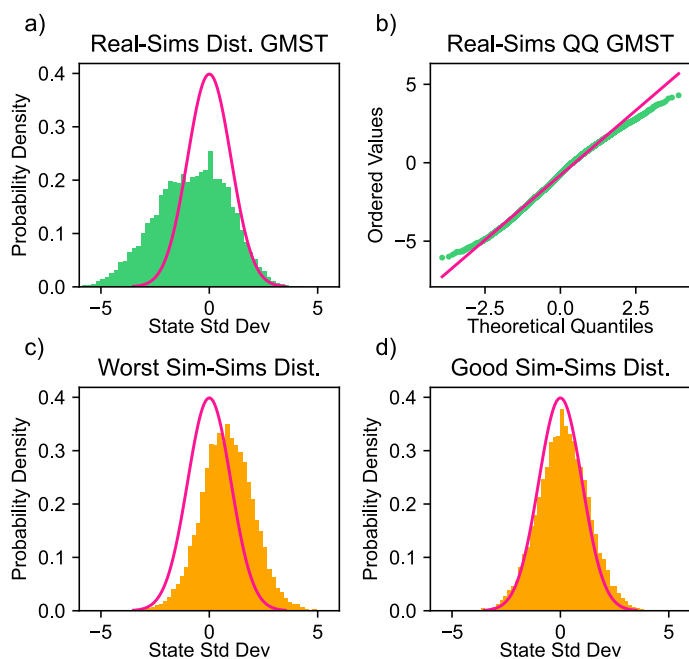 a)
Real-Sims Dist. GMST
Probability Density
0.4
0.3
0.2
0.1
0.0
−5
0
5
State Std Dev
b)
Real-Sims QQ GMST
Ordered Values
5
0
−5
−2.5
0.0
2.5
Theoretical Quantiles
c)
Worst Sim-Sims Dist.
Probability Density
0.4
0.3
0.2
0.1
0.0
−5
0
5
State Std Dev
d)
Good Sim-Sims Dist.
Probability Density
0.4
0.3
0.2
0.1
0.0
−5
0
5
State Std Dev